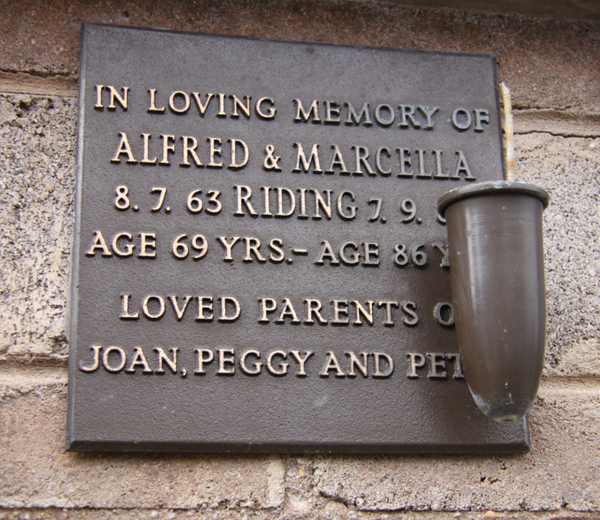 IN LOVING MEMORY OF
ALFRED & MARCELLA
8. 7. 63 RIDING 7. 9.
AGE 69 YRS.- AGE 86
LOVED PARENTS
JOAN, PEGGY AND